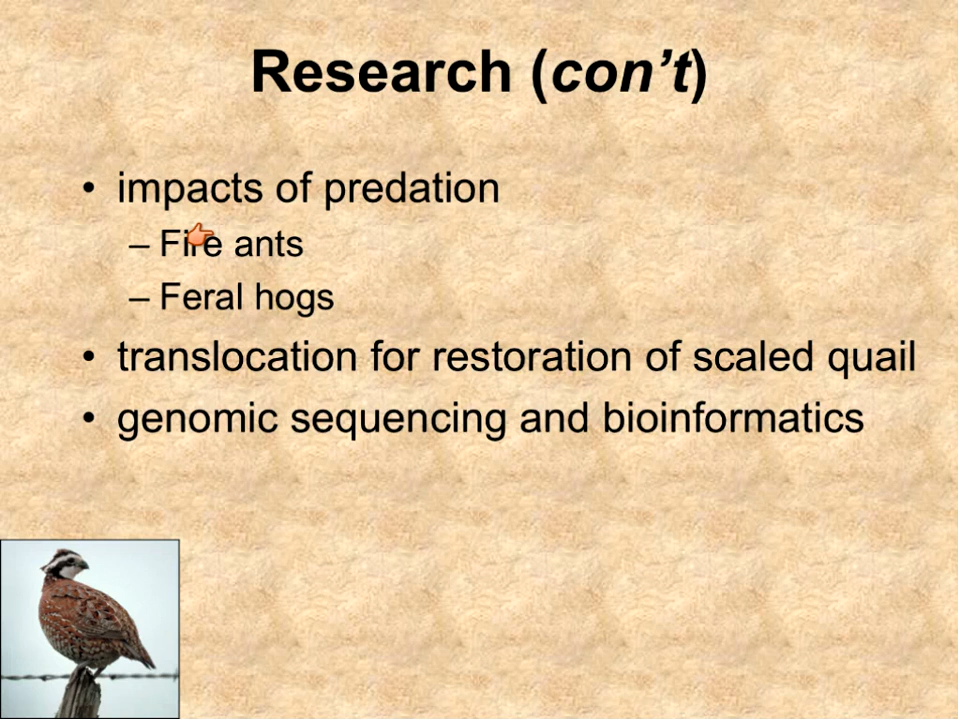 Research (con’t)
• impacts of predation
– Fire ants
– Feral hogs
• translocation for restoration of scaled quail
• genomic sequencing and bioinformatics